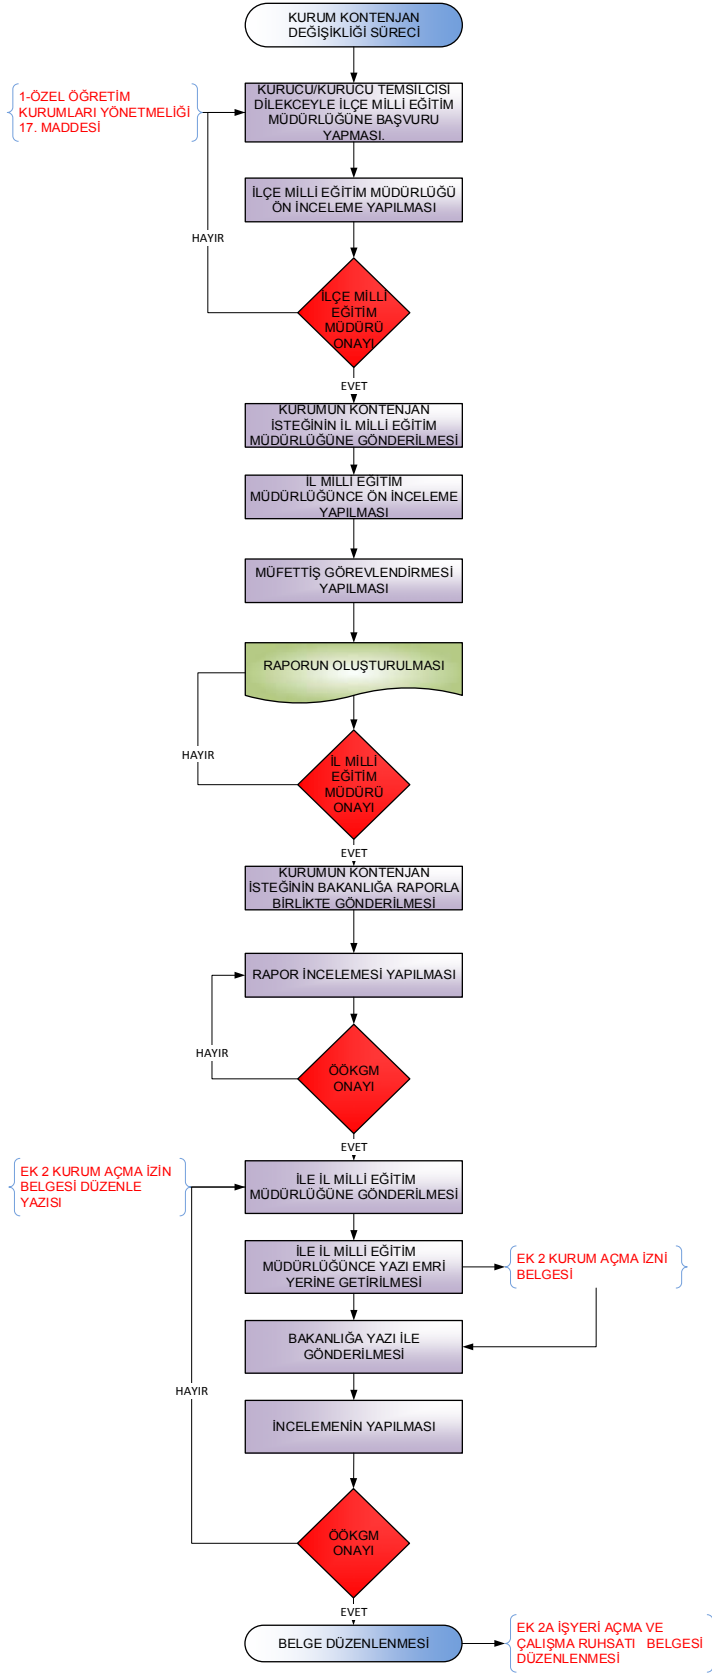 KURUM KONTENJAN
DEĞİŞİKLİĞİ SÜRECİ
1-ÖZEL ÖĞRETİM
KURUMLARI YÖNETMELİĞİ
17. MADDESİ
KURUCU/KURUCU TEMSİLCİSİ
DİLEKCEYLE İLÇE MİLLİ EĞİTİM
MÜDÜRLÜĞÜNE BAŞVURU
YAPMASI.
İLÇE MİLLİ EĞİTİM MÜDÜRLÜĞÜ
ÖN İNCELEME YAPILMASI
HAYIR
İLÇE MİLLİ
EĞİTİM
MÜDÜRÜ
ONAYI
EVET
KURUMUN KONTENJAN
İSTEĞİNİN İL MİLLİ EĞİTİM
MÜDÜRLÜĞÜNE GÖNDERİLMESİ
İL MİLLİ EĞİTİM
MÜDÜRLÜĞÜNCE ÖN İNCELEME
YAPILMASI
MÜFETTİŞ GÖREVLENDİRMESİ
YAPILMASI
RAPORUN OLUŞTURULMASI
HAYIR
İL MİLLİ
EĞİTİM
MÜDÜRÜ
ONAYI
EVET
KURUMUN KONTENJAN
İSTEĞİNİN BAKANLIĞA RAPORLA
BİRLİKTE GÖNDERİLMESİ
RAPOR İNCELEMESİ YAPILMASI
HAYIR
ÖÖKGM
ONAYI
EVET
EK 2 KURUM AÇMA İZİN
BELGESİ DÜZENLE
YAZISI
İLE İL MİLLİ EĞİTİM
MÜDÜRLÜĞÜNE GÖNDERİLMESİ
İLE İL MİLLİ EĞİTİM
MÜDÜRLÜĞÜNCE YAZI EMRİ
YERİNE GETİRİLMESİ
EK 2 KURUM AÇMA İZNİ
BELGESİ
BAKANLIĞA YAZI İLE
GÖNDERİLMESİ
HAYIR
İNCELEMENİN YAPILMASI
ÖÖKGM
ONAYI
EVET
BELGE DÜZENLENMESİ
EK 2A İŞYERİ AÇMA VE
ÇALIŞMA RUHSATI BELGESİ
DÜZENLENMESİ